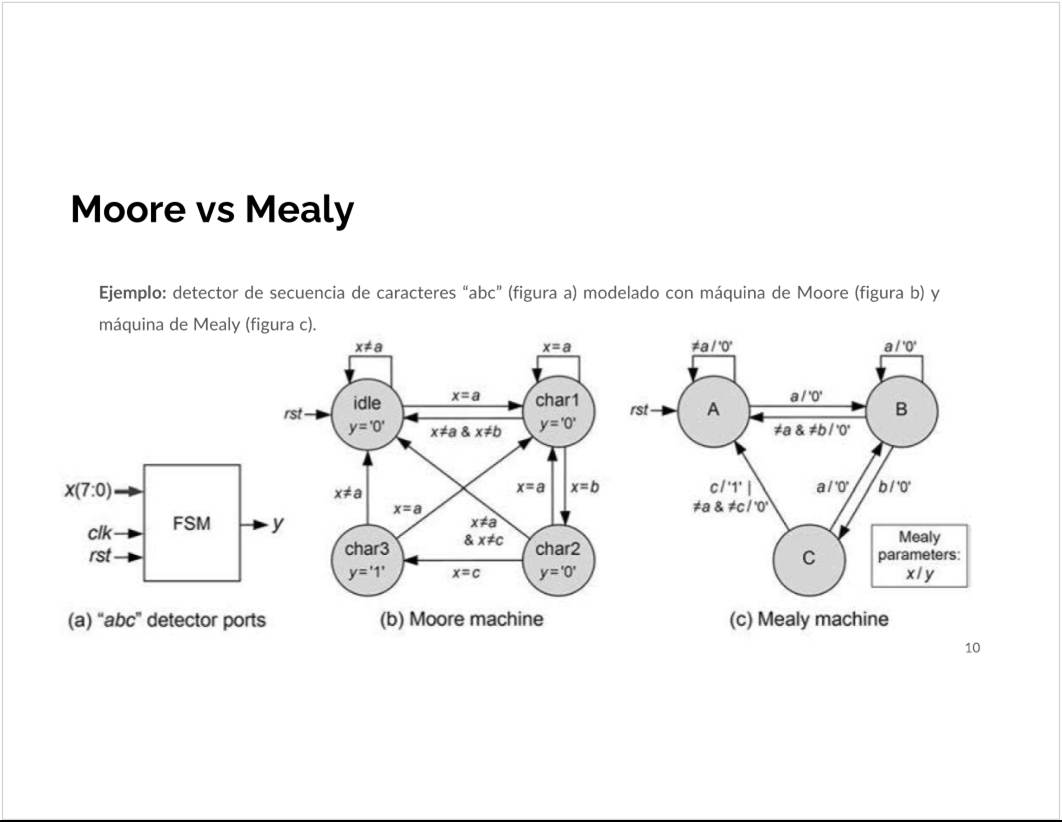 Moore vs Mealy
Ejemplo: detector de secuencia de caracteres “abc” (figura a) modelado con máquina de Moore (figura b) y
máquina de Mealy (figura c).
x(7:0)
clk
rst
FSM
y
(a) “abc” detector ports
x≠a
x=a
rst
idle
y='0'
x=a
x≠a & x≠b
char1
y='0'
x≠a
x=a
x≠a
& x≠c
x=a
x=b
char3
y='1'
x=c
char2
y='0'
(b) Moore machine
≠a/'0'
a/'0'
rst
A
a/'0'
≠a & ≠b/'0'
B
c/'1' |
≠a & ≠c/'0'
a/'0'
b/'0'
C
Mealy
parameters:
x/y
(c) Mealy machine
10